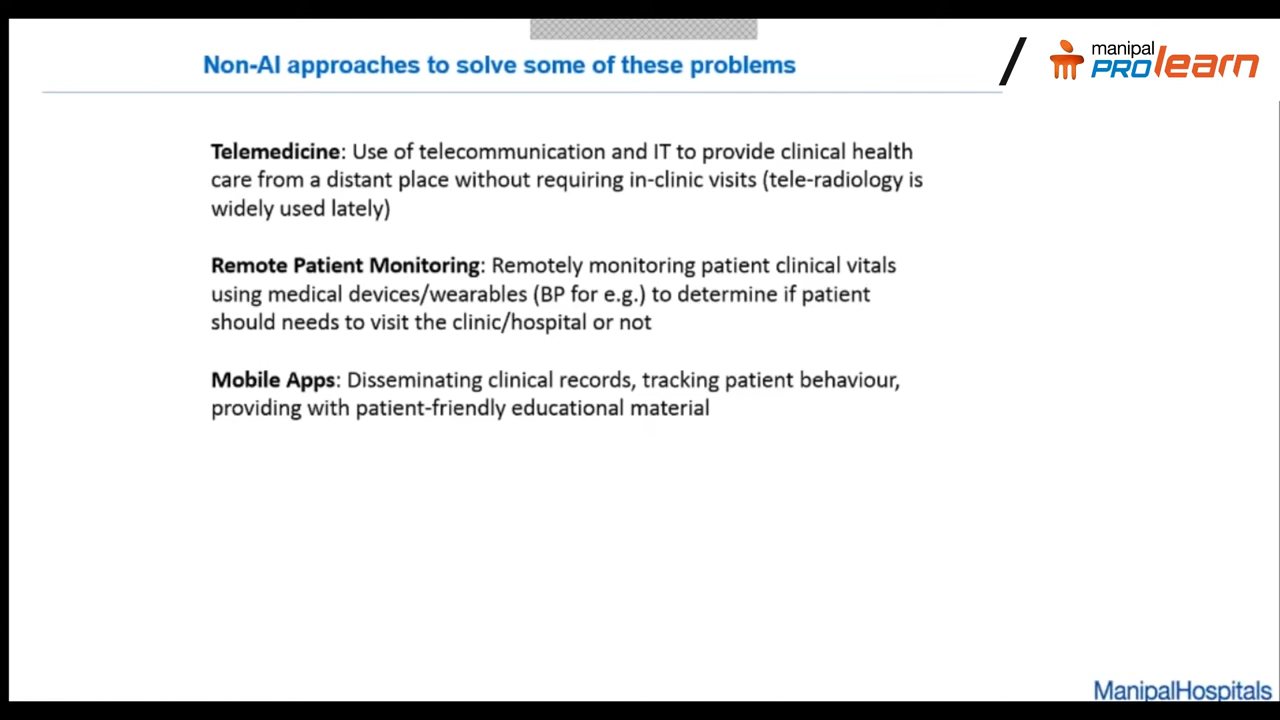 Non-AI approaches to solve some of these problems
manipal
PROlearn
Telemedicine: Use of telecommunication and IT to provide clinical health
care from a distant place without requiring in-clinic visits (tele-radiology is
widely used lately)
Remote Patient Monitoring: Remotely monitoring patient clinical vitals
using medical devices/wearables (BP for e.g.) to determine if patient
should needs to visit the clinic/hospital or not
Mobile Apps: Disseminating clinical records, tracking patient behaviour,
providing with patient-friendly educational material
ManipalHospitals